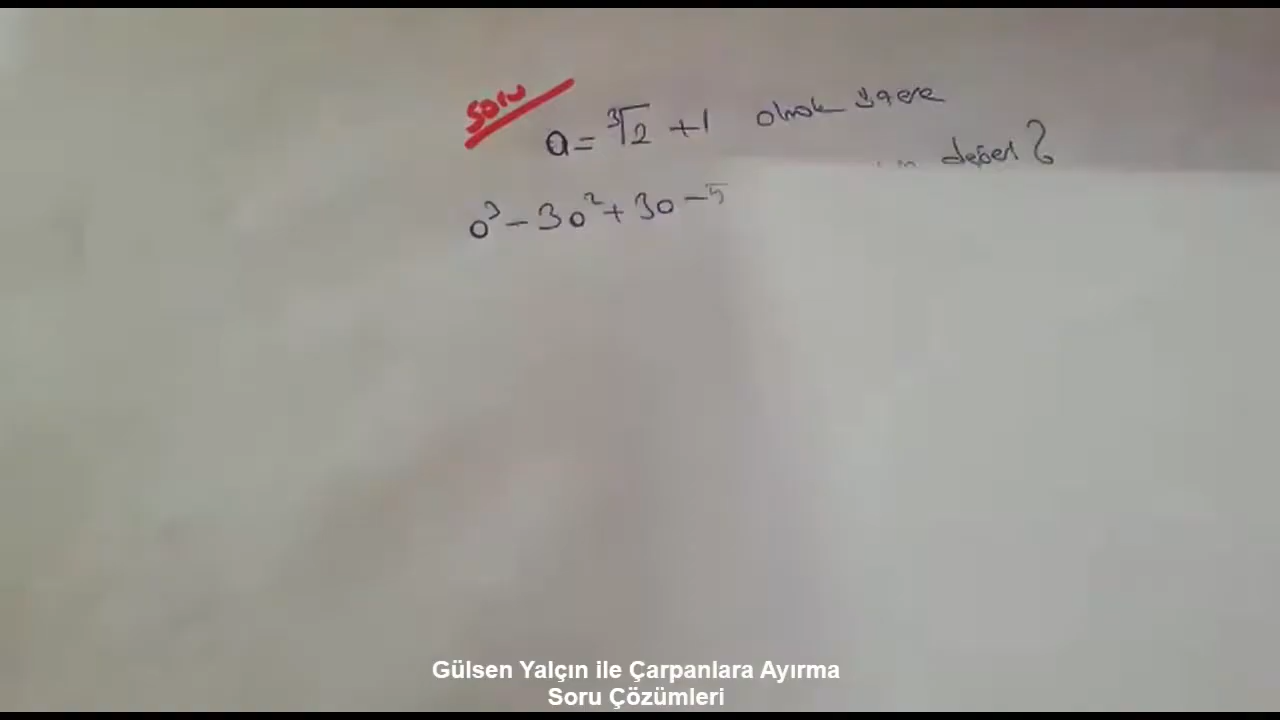 Soru
a = ∛2 + 1 olmak üzere
a³ - 3a² + 3a - 5
değeri ?
Gülsen Yalçın ile Çarpanlara Ayırma
Soru Çözümleri